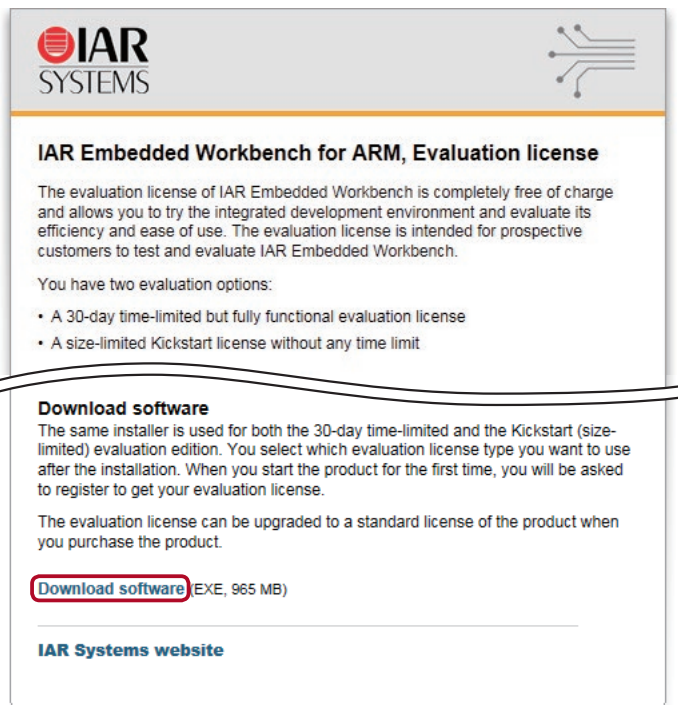 IAR
SYSTEMS
IAR Embedded Workbench for ARM, Evaluation license
The evaluation license of IAR Embedded Workbench is completely free of charge
and allows you to try the integrated development environment and evaluate its
efficiency and ease of use. The evaluation license is intended for prospective
customers to test and evaluate IAR Embedded Workbench.
You have two evaluation options:
• A 30-day time-limited but fully functional evaluation license
• A size-limited Kickstart license without any time limit
Download software
The same installer is used for both the 30-day time-limited and the Kickstart (size-
limited) evaluation edition. You select which evaluation license type you want to use
after the installation. When you start the product for the first time, you will be asked
to register to get your evaluation license.
The evaluation license can be upgraded to a standard license of the product when
you purchase the product.
Download software (EXE, 965 MB)
IAR Systems website